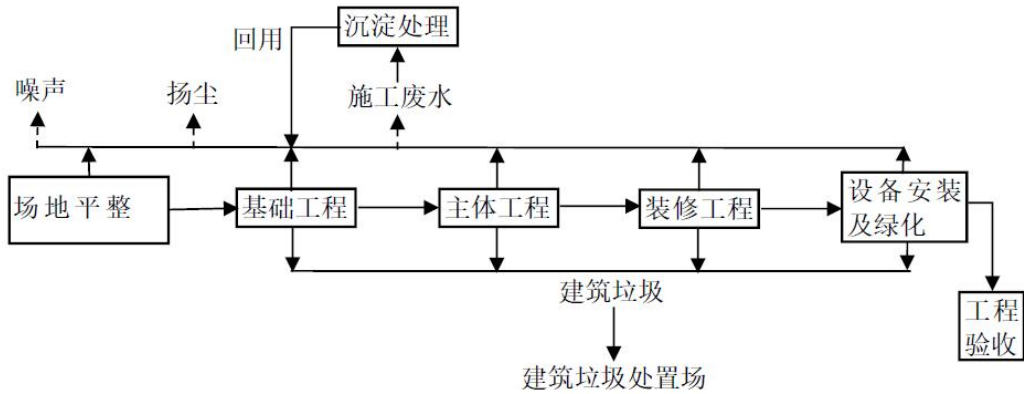 沉淀处理
回用
噪声
扬尘
施工废水
场地平整
基础工程
主体工程
装修工程
设备安装
及绿化
建筑垃圾
工程
验收
建筑垃圾处置场